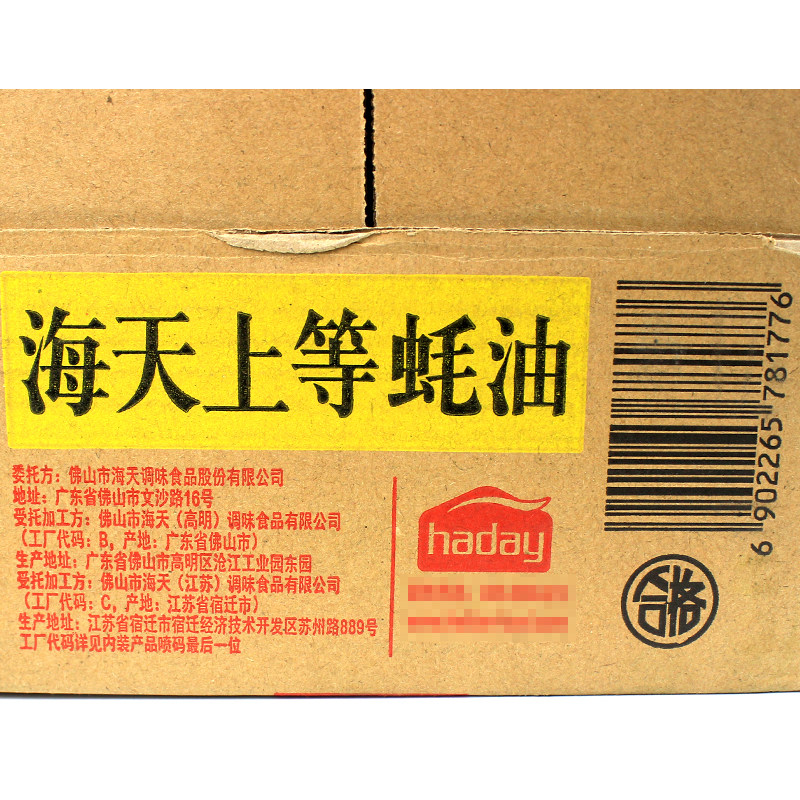 海天上等蚝油
委托方：佛山市海天调味食品股份有限公司
地址：广东省佛山市文沙路16号
受托加工方：佛山市海天（高明）调味食品有限公司
（工厂代码：B，产地：广东省佛山市）
生产地址：广东省佛山市高明区沧江工业园东园
受托加工方：佛山市海天（江苏）调味食品有限公司
（工厂代码：C，产地：江苏省宿迁市）
生产地址：江苏省宿迁市宿迁经济技术开发区苏州路889号
工厂代码详见内装产品喷码最后一位
haday
6 902265 781776
合格